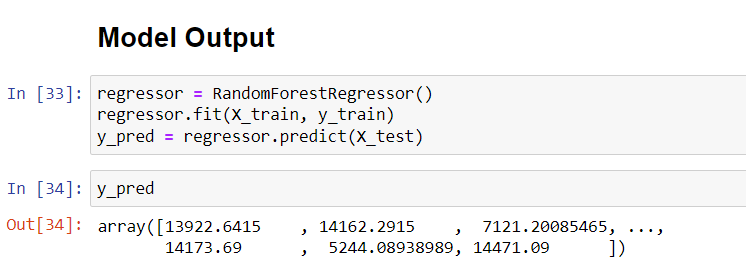 Model Output
In [33]: regressor = RandomForestRegressor()
regressor.fit(X_train, y_train)
y_pred = regressor.predict(X_test)
In [34]: y_pred
Out[34]: array([13922.6415    , 14162.2915    ,  7121.20085465, ...,
14173.69      ,  5244.08938989, 14471.09      ])